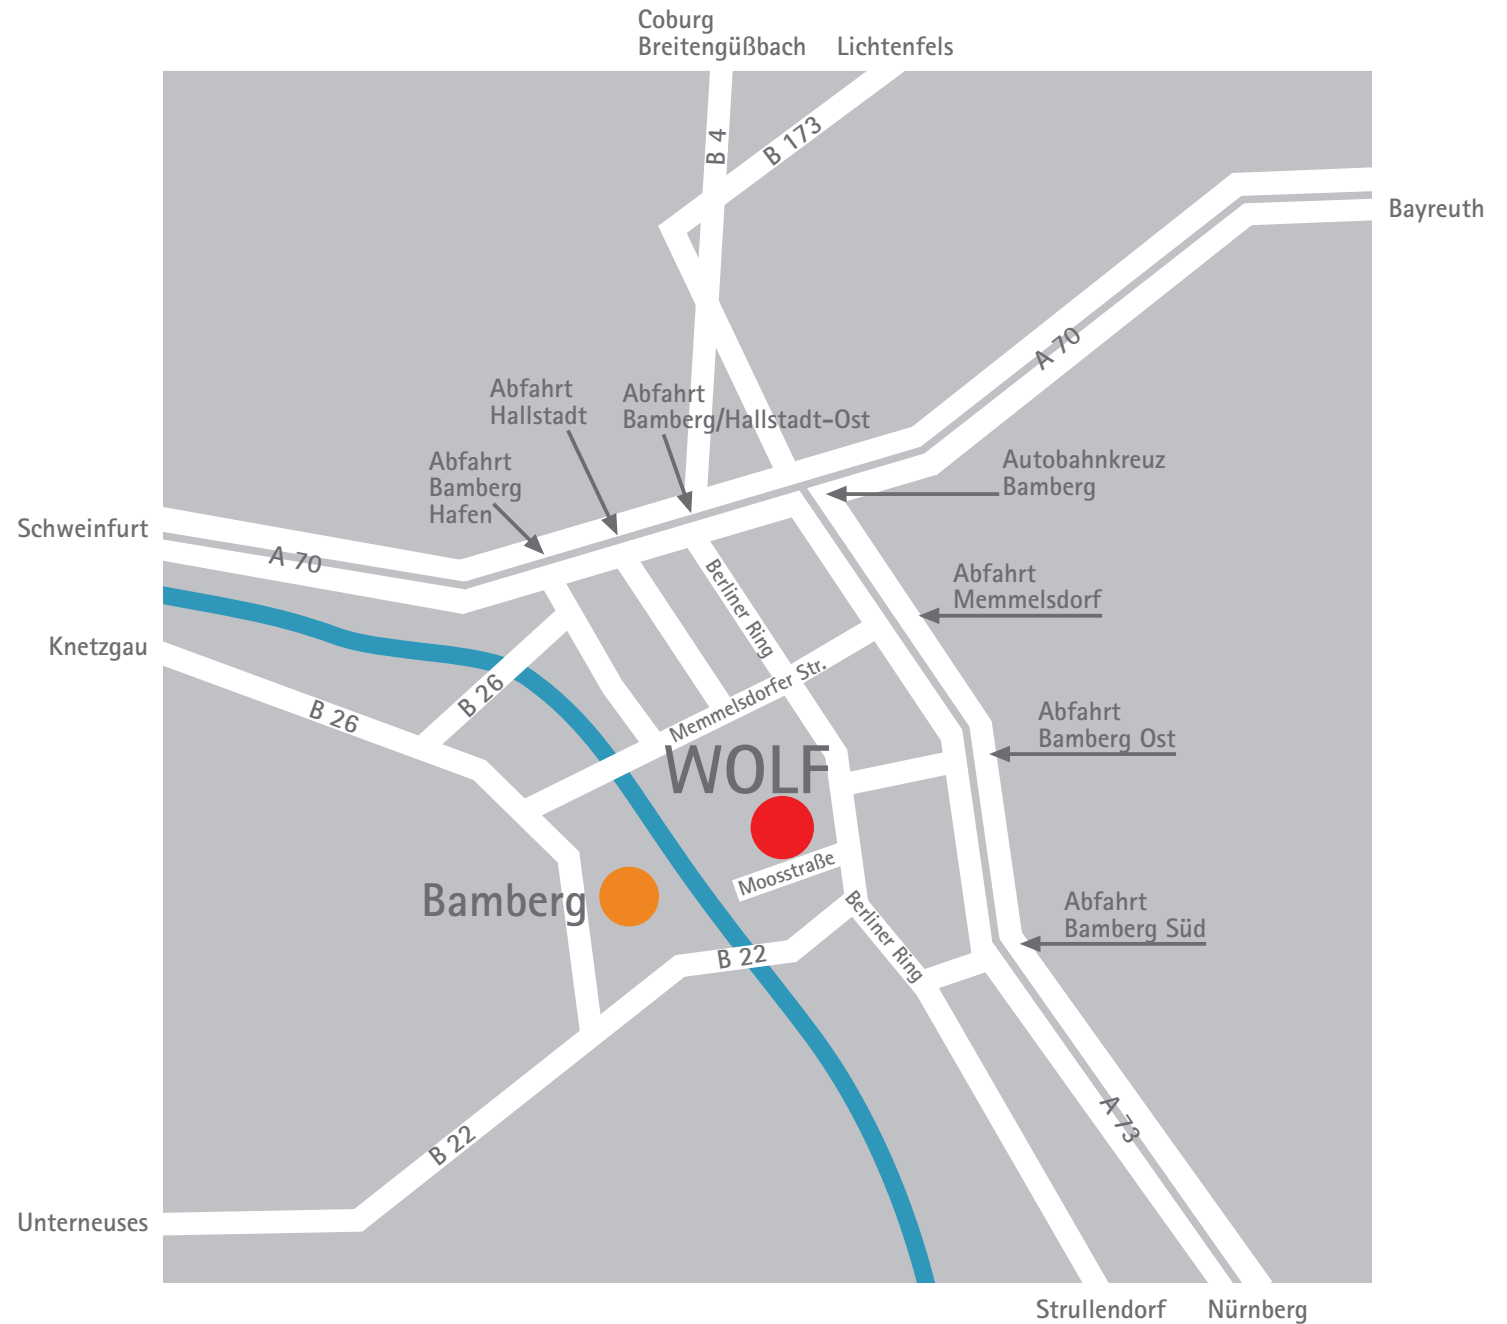 Coburg
Breitengüßbach
Lichtenfels
B 4
B 173
Bayreuth
A 70
Abfahrt
Hallstadt
Abfahrt
Bamberg/Hallstadt-Ost
Abfahrt
Bamberg
Hafen
Autobahnkreuz
Bamberg
Schweinfurt
A 70
Berliner Ring
Abfahrt
Memmelsdorf
Knetzgau
B 26
B 26
Memmelsdorfer Str.
Abfahrt
Bamberg Ost
WOLF
Moosstraße
Bamberg
Berliner Ring
Abfahrt
Bamberg Süd
B 22
B 22
A 73
Unterneuses
Strullendorf
Nürnberg